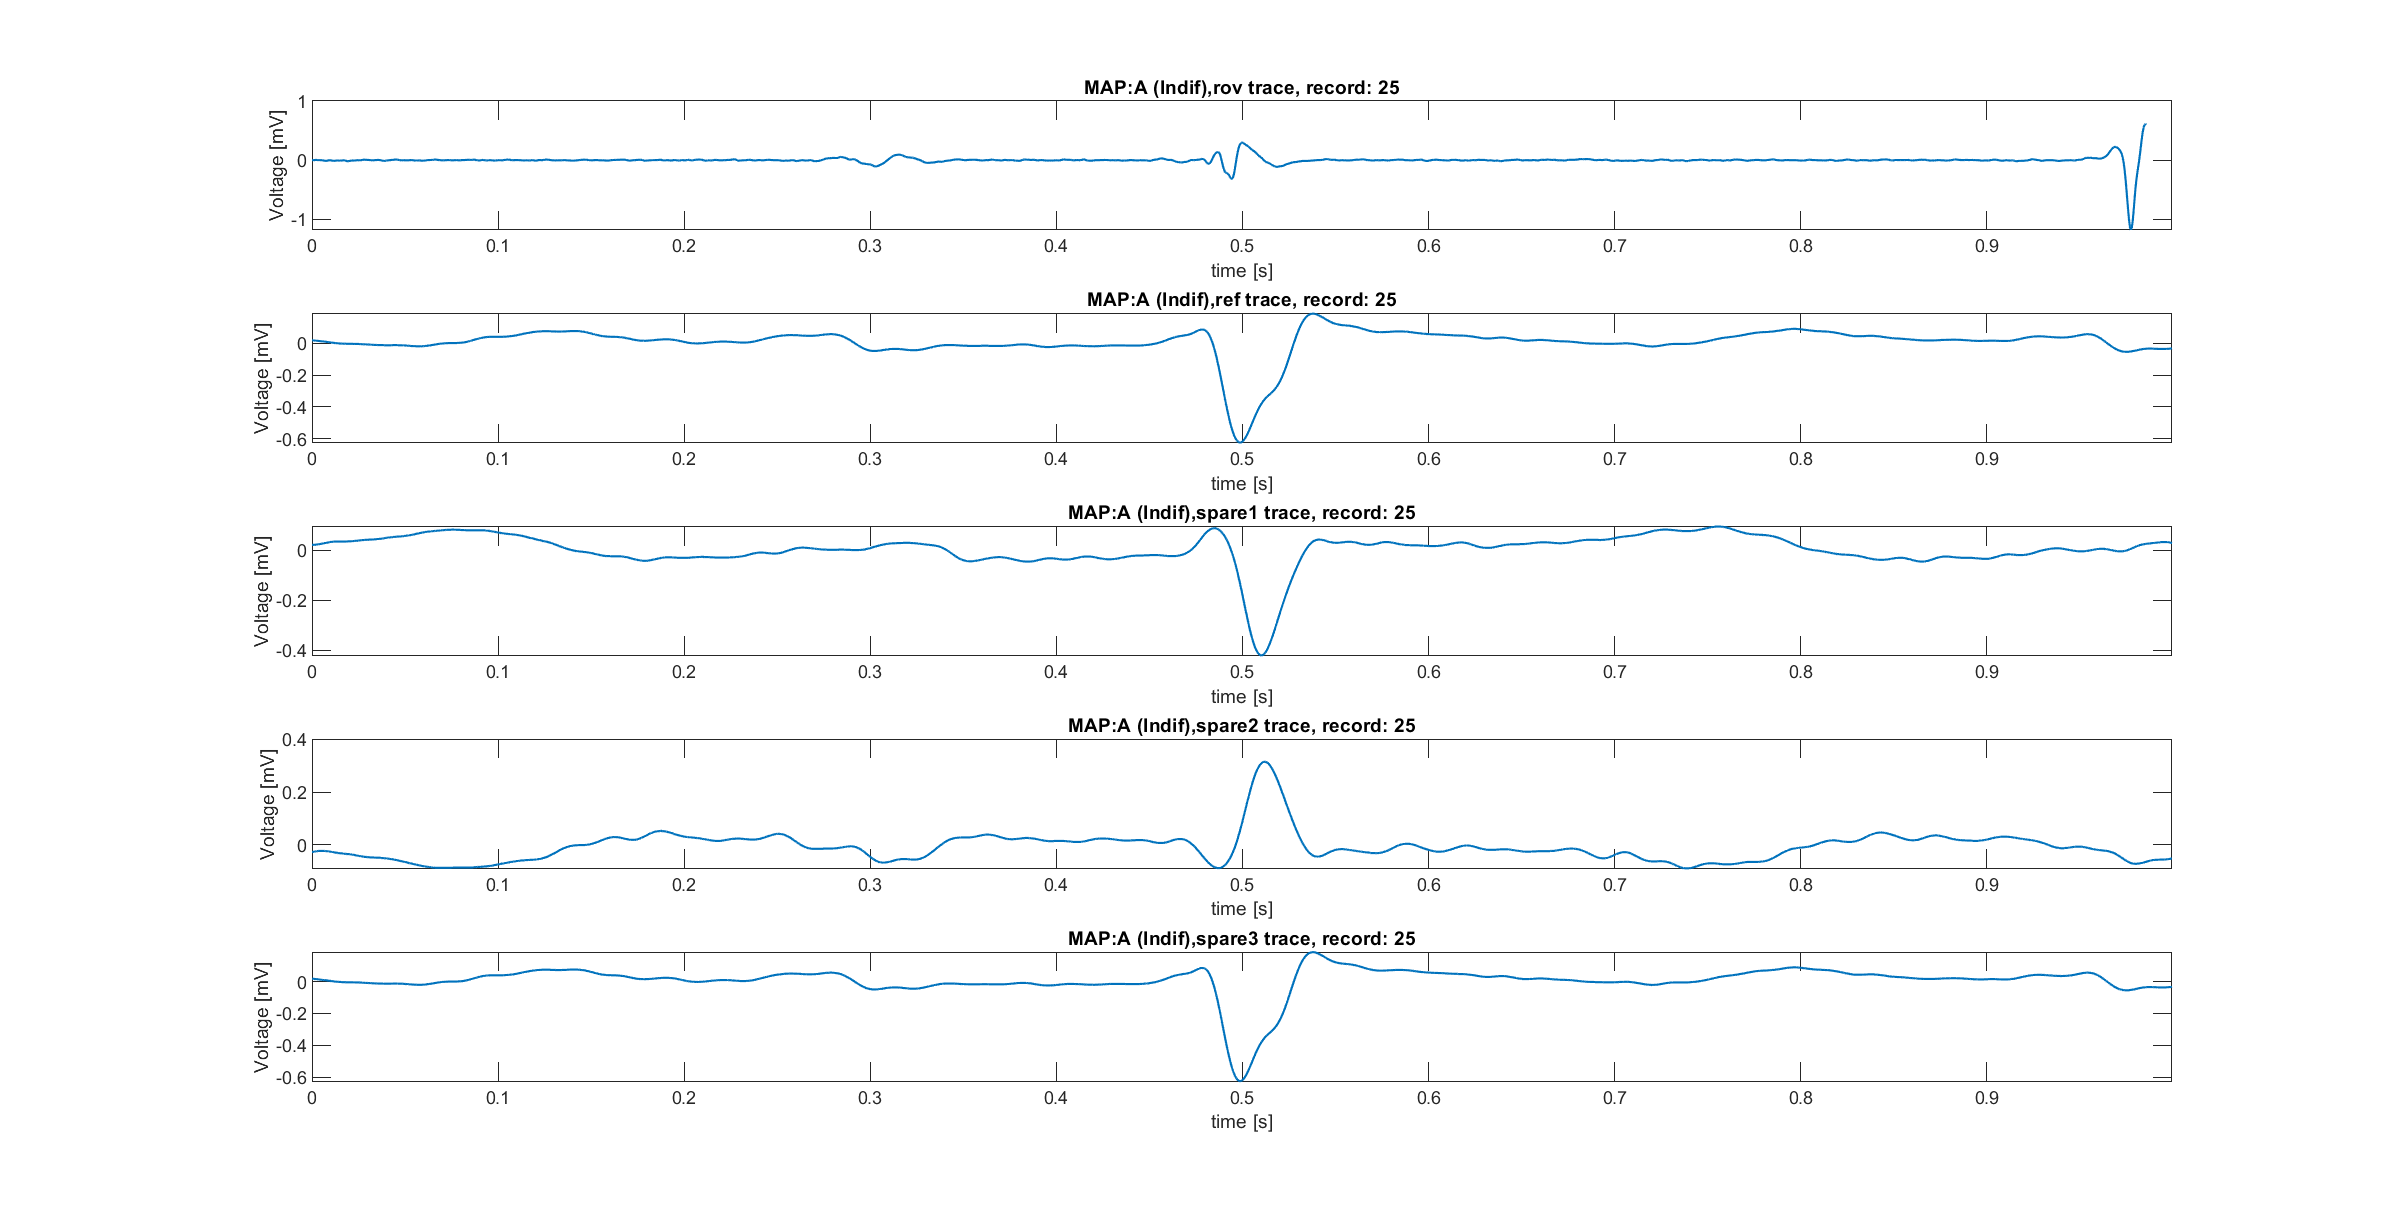 MAP:A (Indif),rov trace, record: 25
Voltage [mV]
1
0
-1
0 0.1 0.2 0.3 0.4 0.5 0.6 0.7 0.8 0.9
time [s]
MAP:A (Indif),ref trace, record: 25
Voltage [mV]
0
-0.2
-0.4
-0.6
0 0.1 0.2 0.3 0.4 0.5 0.6 0.7 0.8 0.9
time [s]
MAP:A (Indif),spare1 trace, record: 25
Voltage [mV]
0
-0.2
-0.4
0 0.1 0.2 0.3 0.4 0.5 0.6 0.7 0.8 0.9
time [s]
MAP:A (Indif),spare2 trace, record: 25
Voltage [mV]
0.4
0.2
0
0 0.1 0.2 0.3 0.4 0.5 0.6 0.7 0.8 0.9
time [s]
MAP:A (Indif),spare3 trace, record: 25
Voltage [mV]
0
-0.2
-0.4
-0.6
0 0.1 0.2 0.3 0.4 0.5 0.6 0.7 0.8 0.9
time [s]